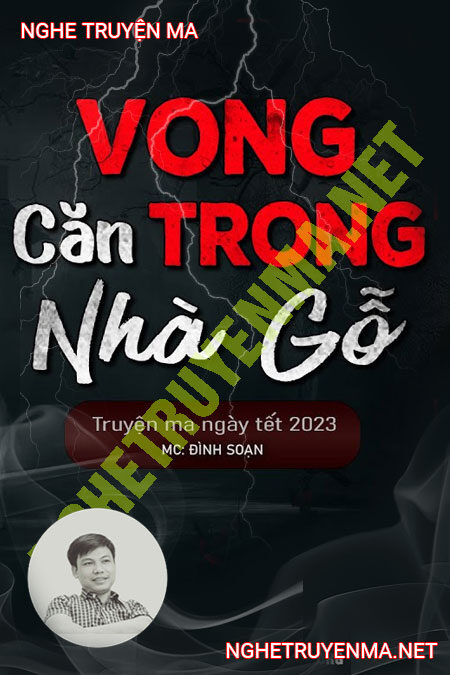 NGHE TRUYỆN MA
VONG
Căn TRONG
Nhà Gỗ
Truyện ma ngày tết 2023
MC: ĐÌNH SOẠN
NGHETRUYENMA.NET
NGHETRUYENMA.NET